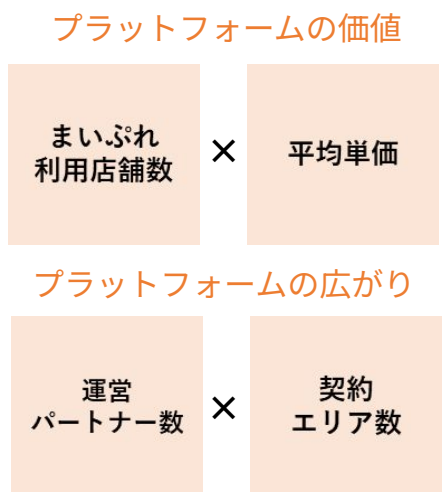 プラットフォームの価値
まいぷれ
利用店舗数
×
平均単価
プラットフォームの広がり
運営
パートナー数
×
契約
エリア数